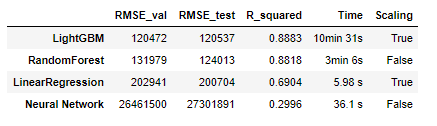 RMSE_val RMSE_test R_squared Time Scaling
LightGBM 120472 120537 0.8883 10min 31s True
RandomForest 131979 124013 0.8818 3min 6s False
LinearRegression 202941 200704 0.6904 5.98 s True
Neural Network 26461500 27301891 0.2996 36.1 s False